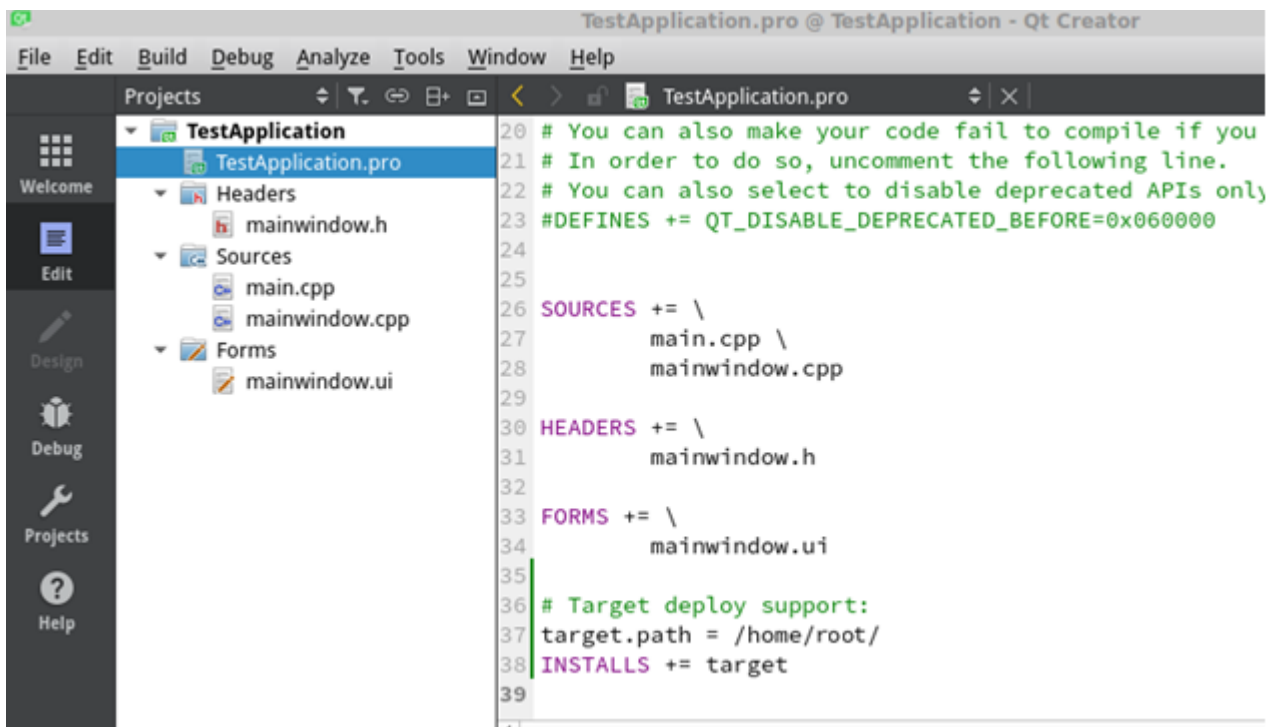 TestApplication.pro @ TestApplication - Qt Creator
File Edit Build Debug Analyze Tools Window Help
Projects
TestApplication.pro
Welcome
Edit
Design
Debug
Projects
Help
TestApplication
TestApplication.pro
Headers
mainwindow.h
Sources
main.cpp
mainwindow.cpp
Forms
mainwindow.ui
20 # You can also make your code fail to compile if you
21 # In order to do so, uncomment the following line.
22 # You can also select to disable deprecated APIs only
23 #DEFINES += QT_DISABLE_DEPRECATED_BEFORE=0x060000
24
25
26 SOURCES += \
27 main.cpp \
28 mainwindow.cpp
29
30 HEADERS += \
31 mainwindow.h
32
33 FORMS += \
34 mainwindow.ui
35
36 # Target deploy support:
37 target.path = /home/root/
38 INSTALLS += target
39